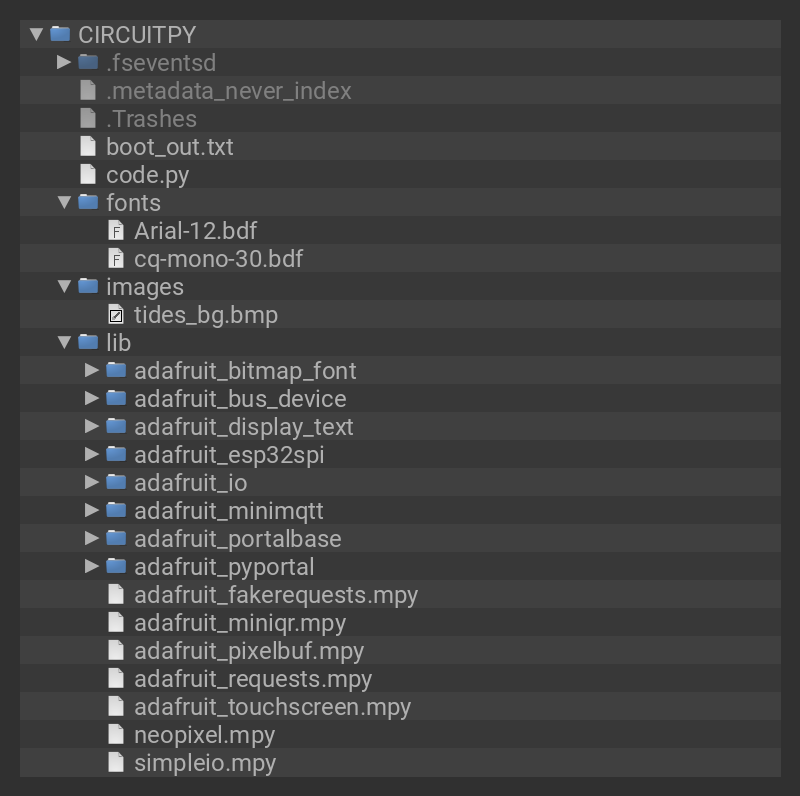 CIRCUITPY
.fseventsd
.metadata_never_index
.Trashes
boot_out.txt
code.py
fonts
Arial-12.bdf
cq-mono-30.bdf
images
tides_bg.bmp
lib
adafruit_bitmap_font
adafruit_bus_device
adafruit_display_text
adafruit_esp32spi
adafruit_io
adafruit_minimqtt
adafruit_portalbase
adafruit_pyportal
adafruit_fakerequests.mpy
adafruit_miniqr.mpy
adafruit_pixelbuf.mpy
adafruit_requests.mpy
adafruit_touchscreen.mpy
neopixel.mpy
simpleio.mpy